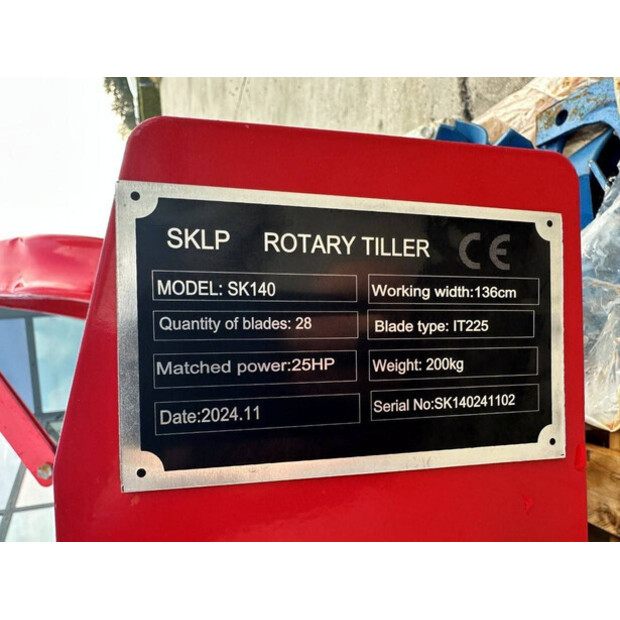 SKLP ROTARY TILLER CE
MODEL: SK140
Working width:136cm
Quantity of blades: 28
Blade type: IT225
Matched power:25HP
Weight: 200kg
Date:2024.11
Serial No:SK140241102